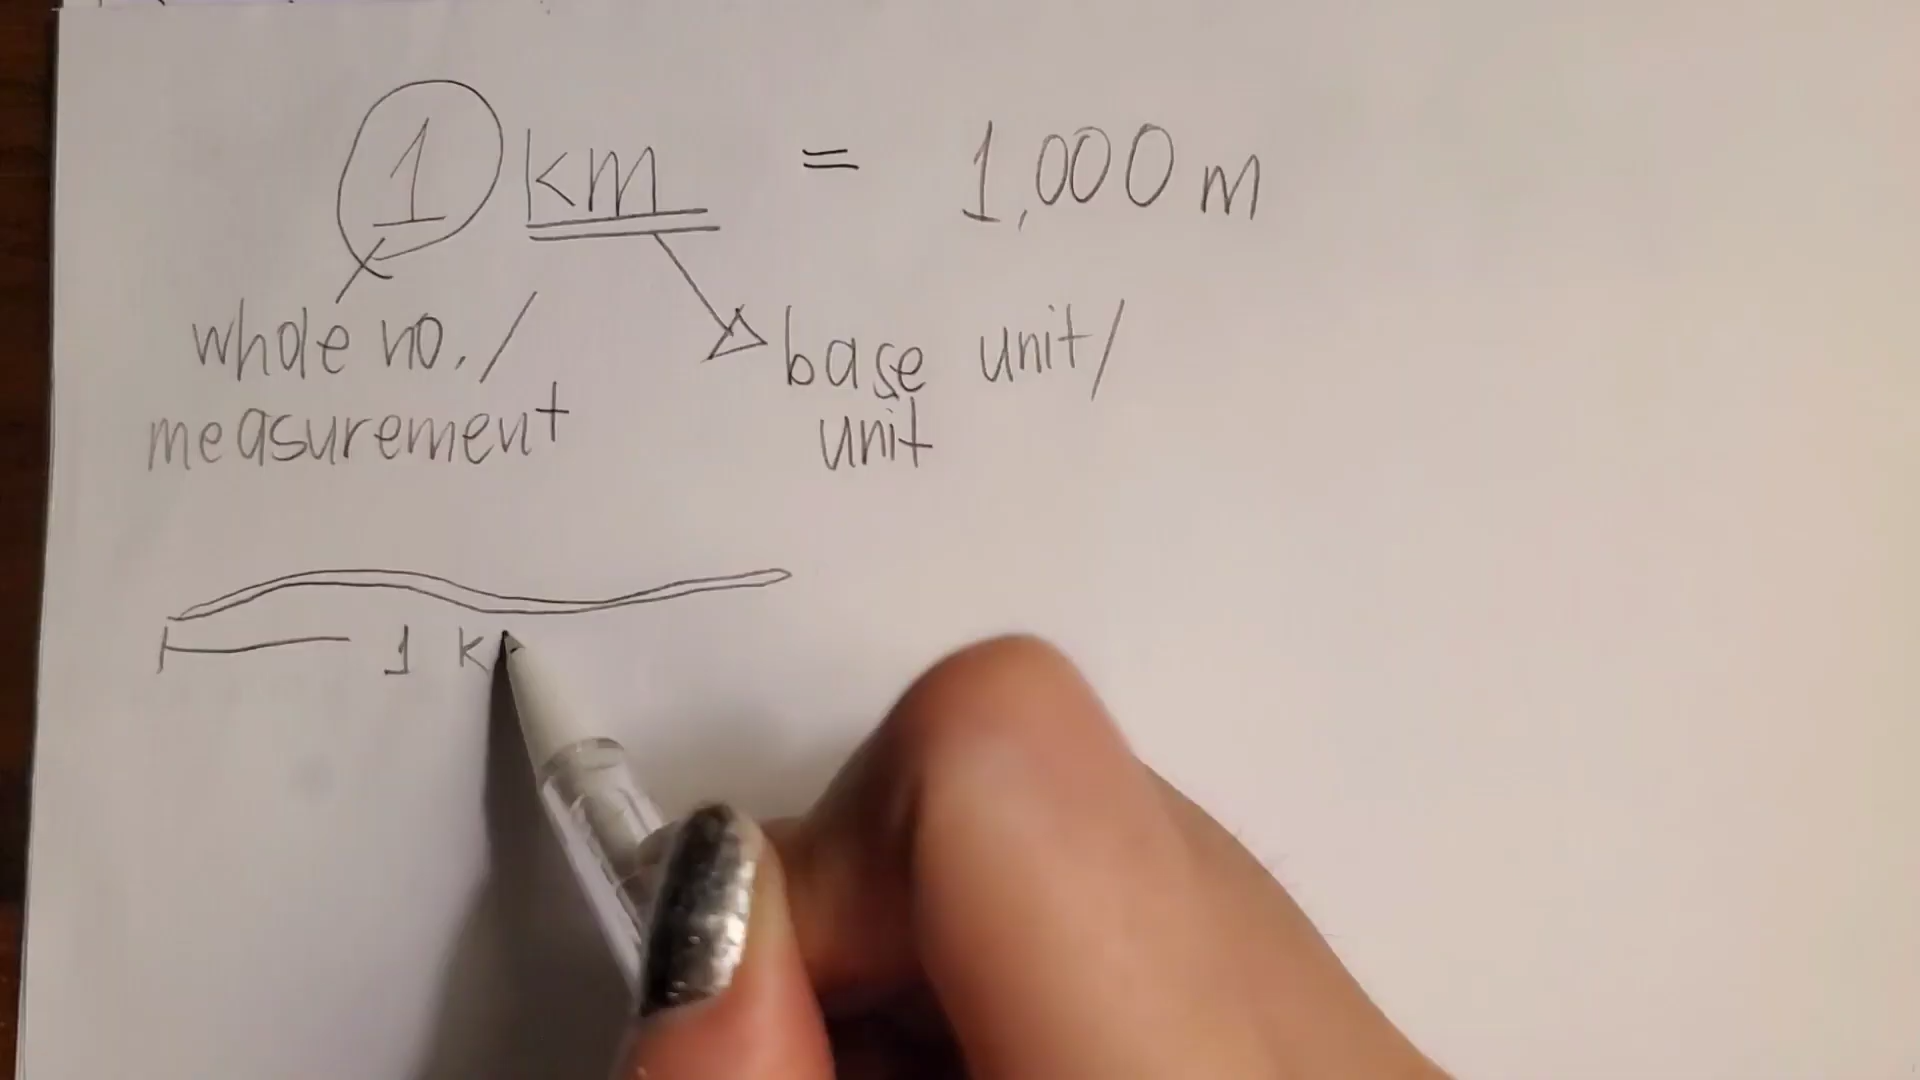 1 km = 1,000 m
whole no./ base unit/
measurement unit
1 k